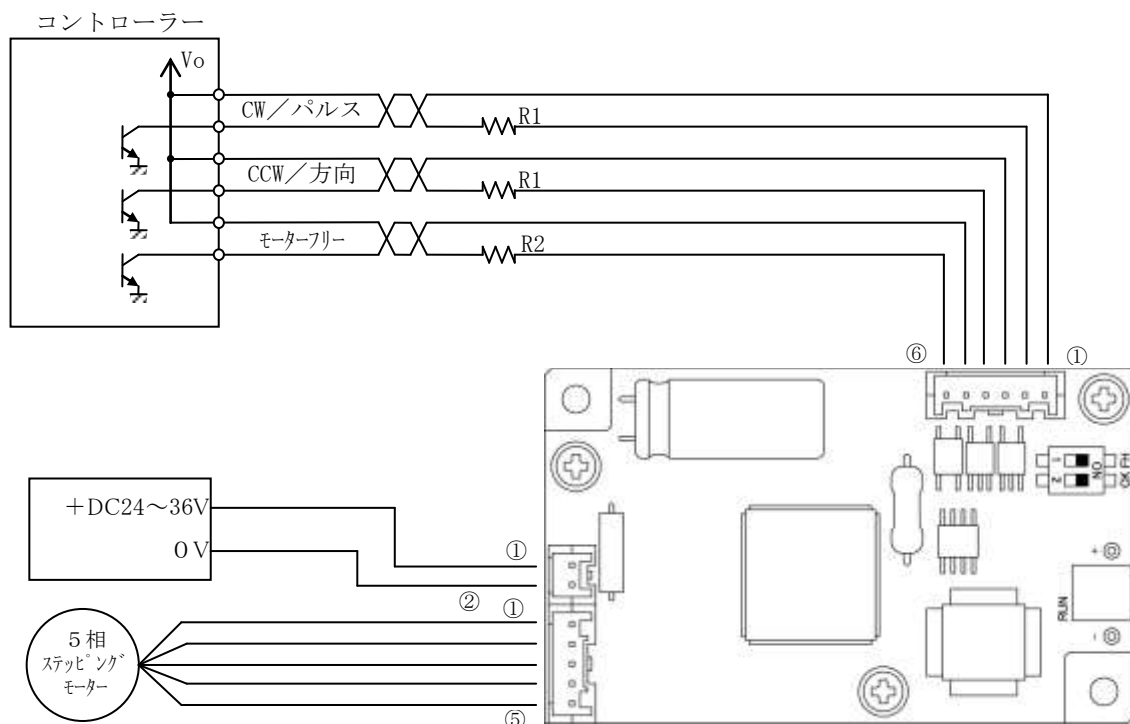 コントローラー
Vo
CW／パルス
R1
CCW／方向
R1
モーターフリー
R2
⑥
①
1
2
ON
FH
CK
＋DC24～36V
0V
①
②
①
5相
ステッピング
モーター
⑤
RUN
+
-